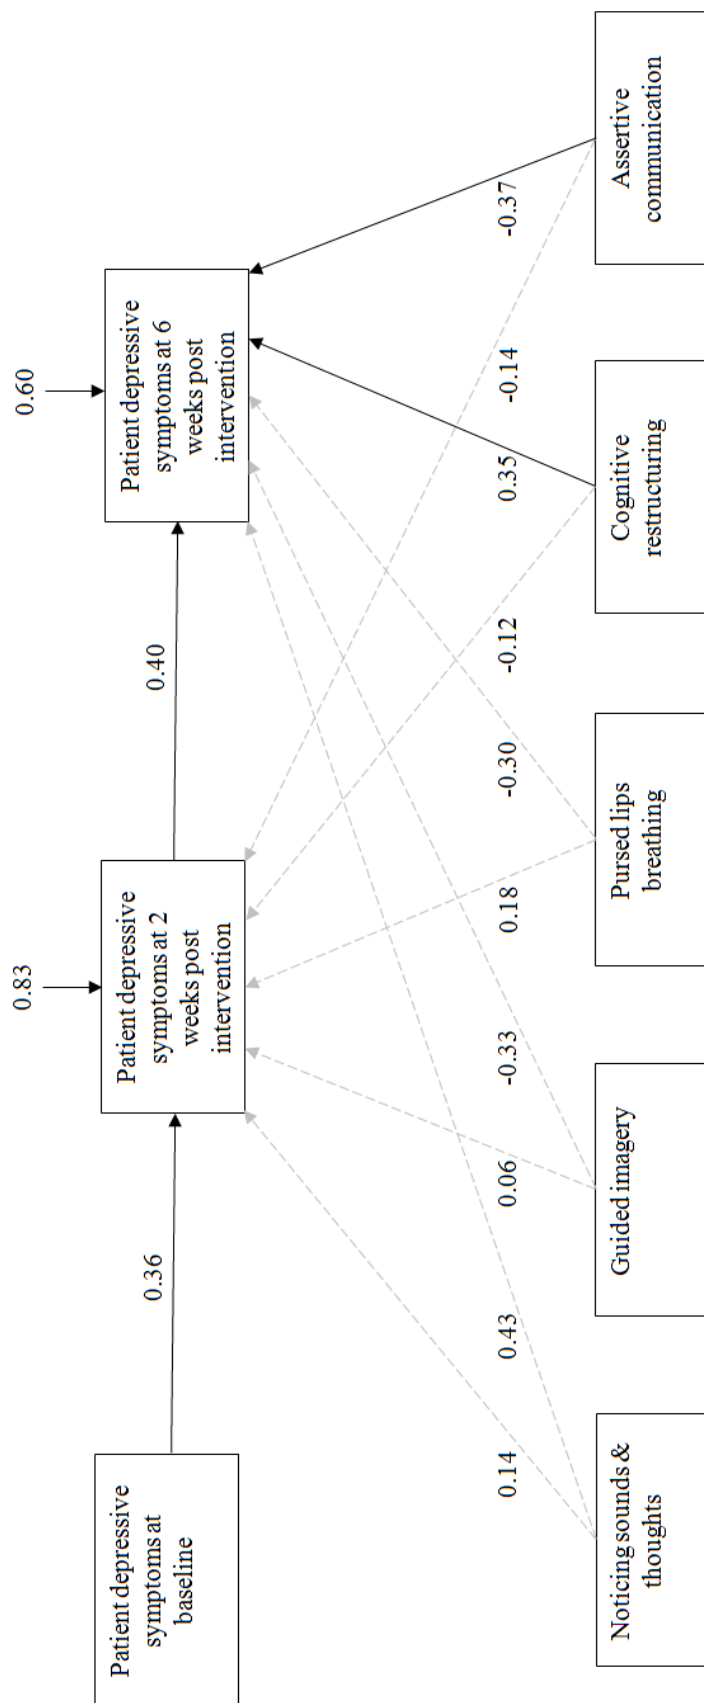 0.83
0.60
Patient depressive
symptoms at
baseline
0.36
Patient depressive
symptoms at 2
weeks post
intervention
0.40
Patient depressive
symptoms at 6
weeks post
intervention
0.14
0.43
0.06
-0.33
0.18
-0.30
-0.12
0.35
-0.14
-0.37
Noticing sounds &
thoughts
Guided imagery
Pursed lips
breathing
Cognitive
restructuring
Assertive
communication